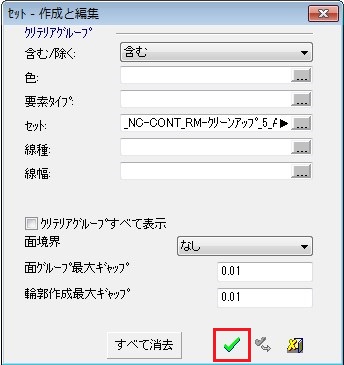 ｾｯﾄ - 作成と編集
ｸﾘﾃﾘｱｸﾞﾙｰﾌﾟ
含む/除く: 含む
色: ...
要素ﾀｲﾌﾟ: ...
ｾｯﾄ: _NC-CONT_RM-ｸﾘｰﾝｱｯﾌﾟ_5_A ...
線種: ...
線幅: ...
ｸﾘﾃﾘｱｸﾞﾙｰﾌﾟすべて表示
面境界 なし
面ｸﾞﾙｰﾌﾟ最大ｷﾞｬｯﾌﾟ 0.01
輪郭作成最大ｷﾞｬｯﾌﾟ 0.01
すべて消去